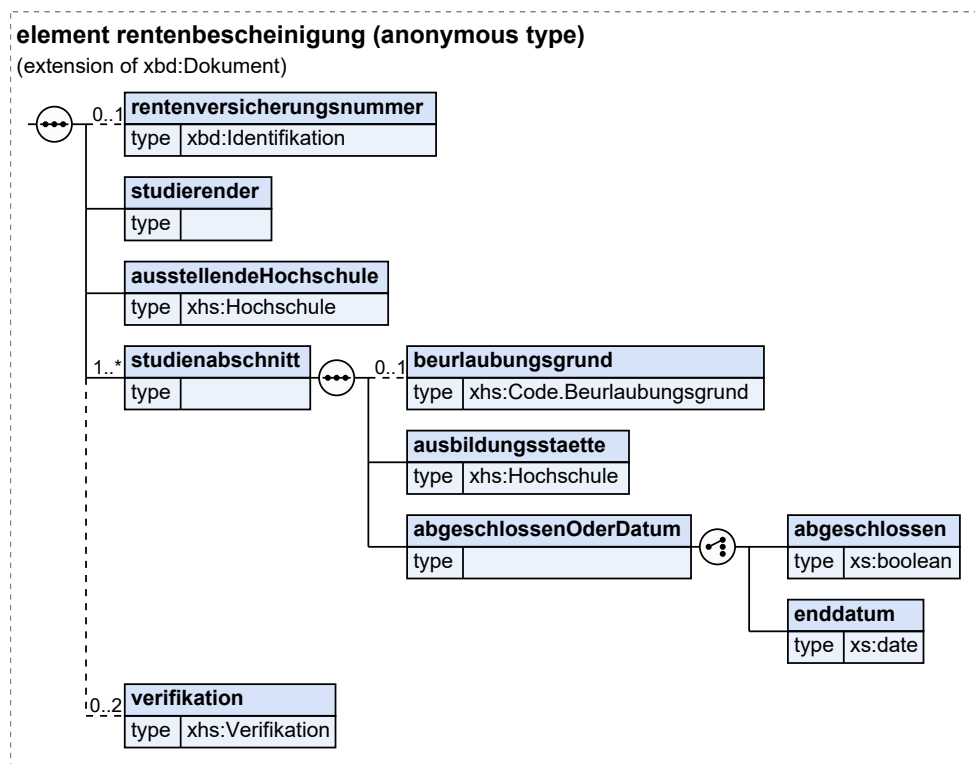 element rentenbescheinigung (anonymous type)
(extension of xbd:Dokument)
0..1 rentenversicherungsnummer
type xbd:Identifikation
studierender
type
ausstellendeHochschule
type xhs:Hochschule
1..* studienabschnitt
type
0..1 beurlaubungsgrund
type xhs:Code.Beurlaubungsgrund
ausbildungsstaette
type xhs:Hochschule
abgeschlossenOderDatum
type
abgeschlossen
type xs:boolean
enddatum
type xs:date
0..2 verifikation
type xhs:Verifikation